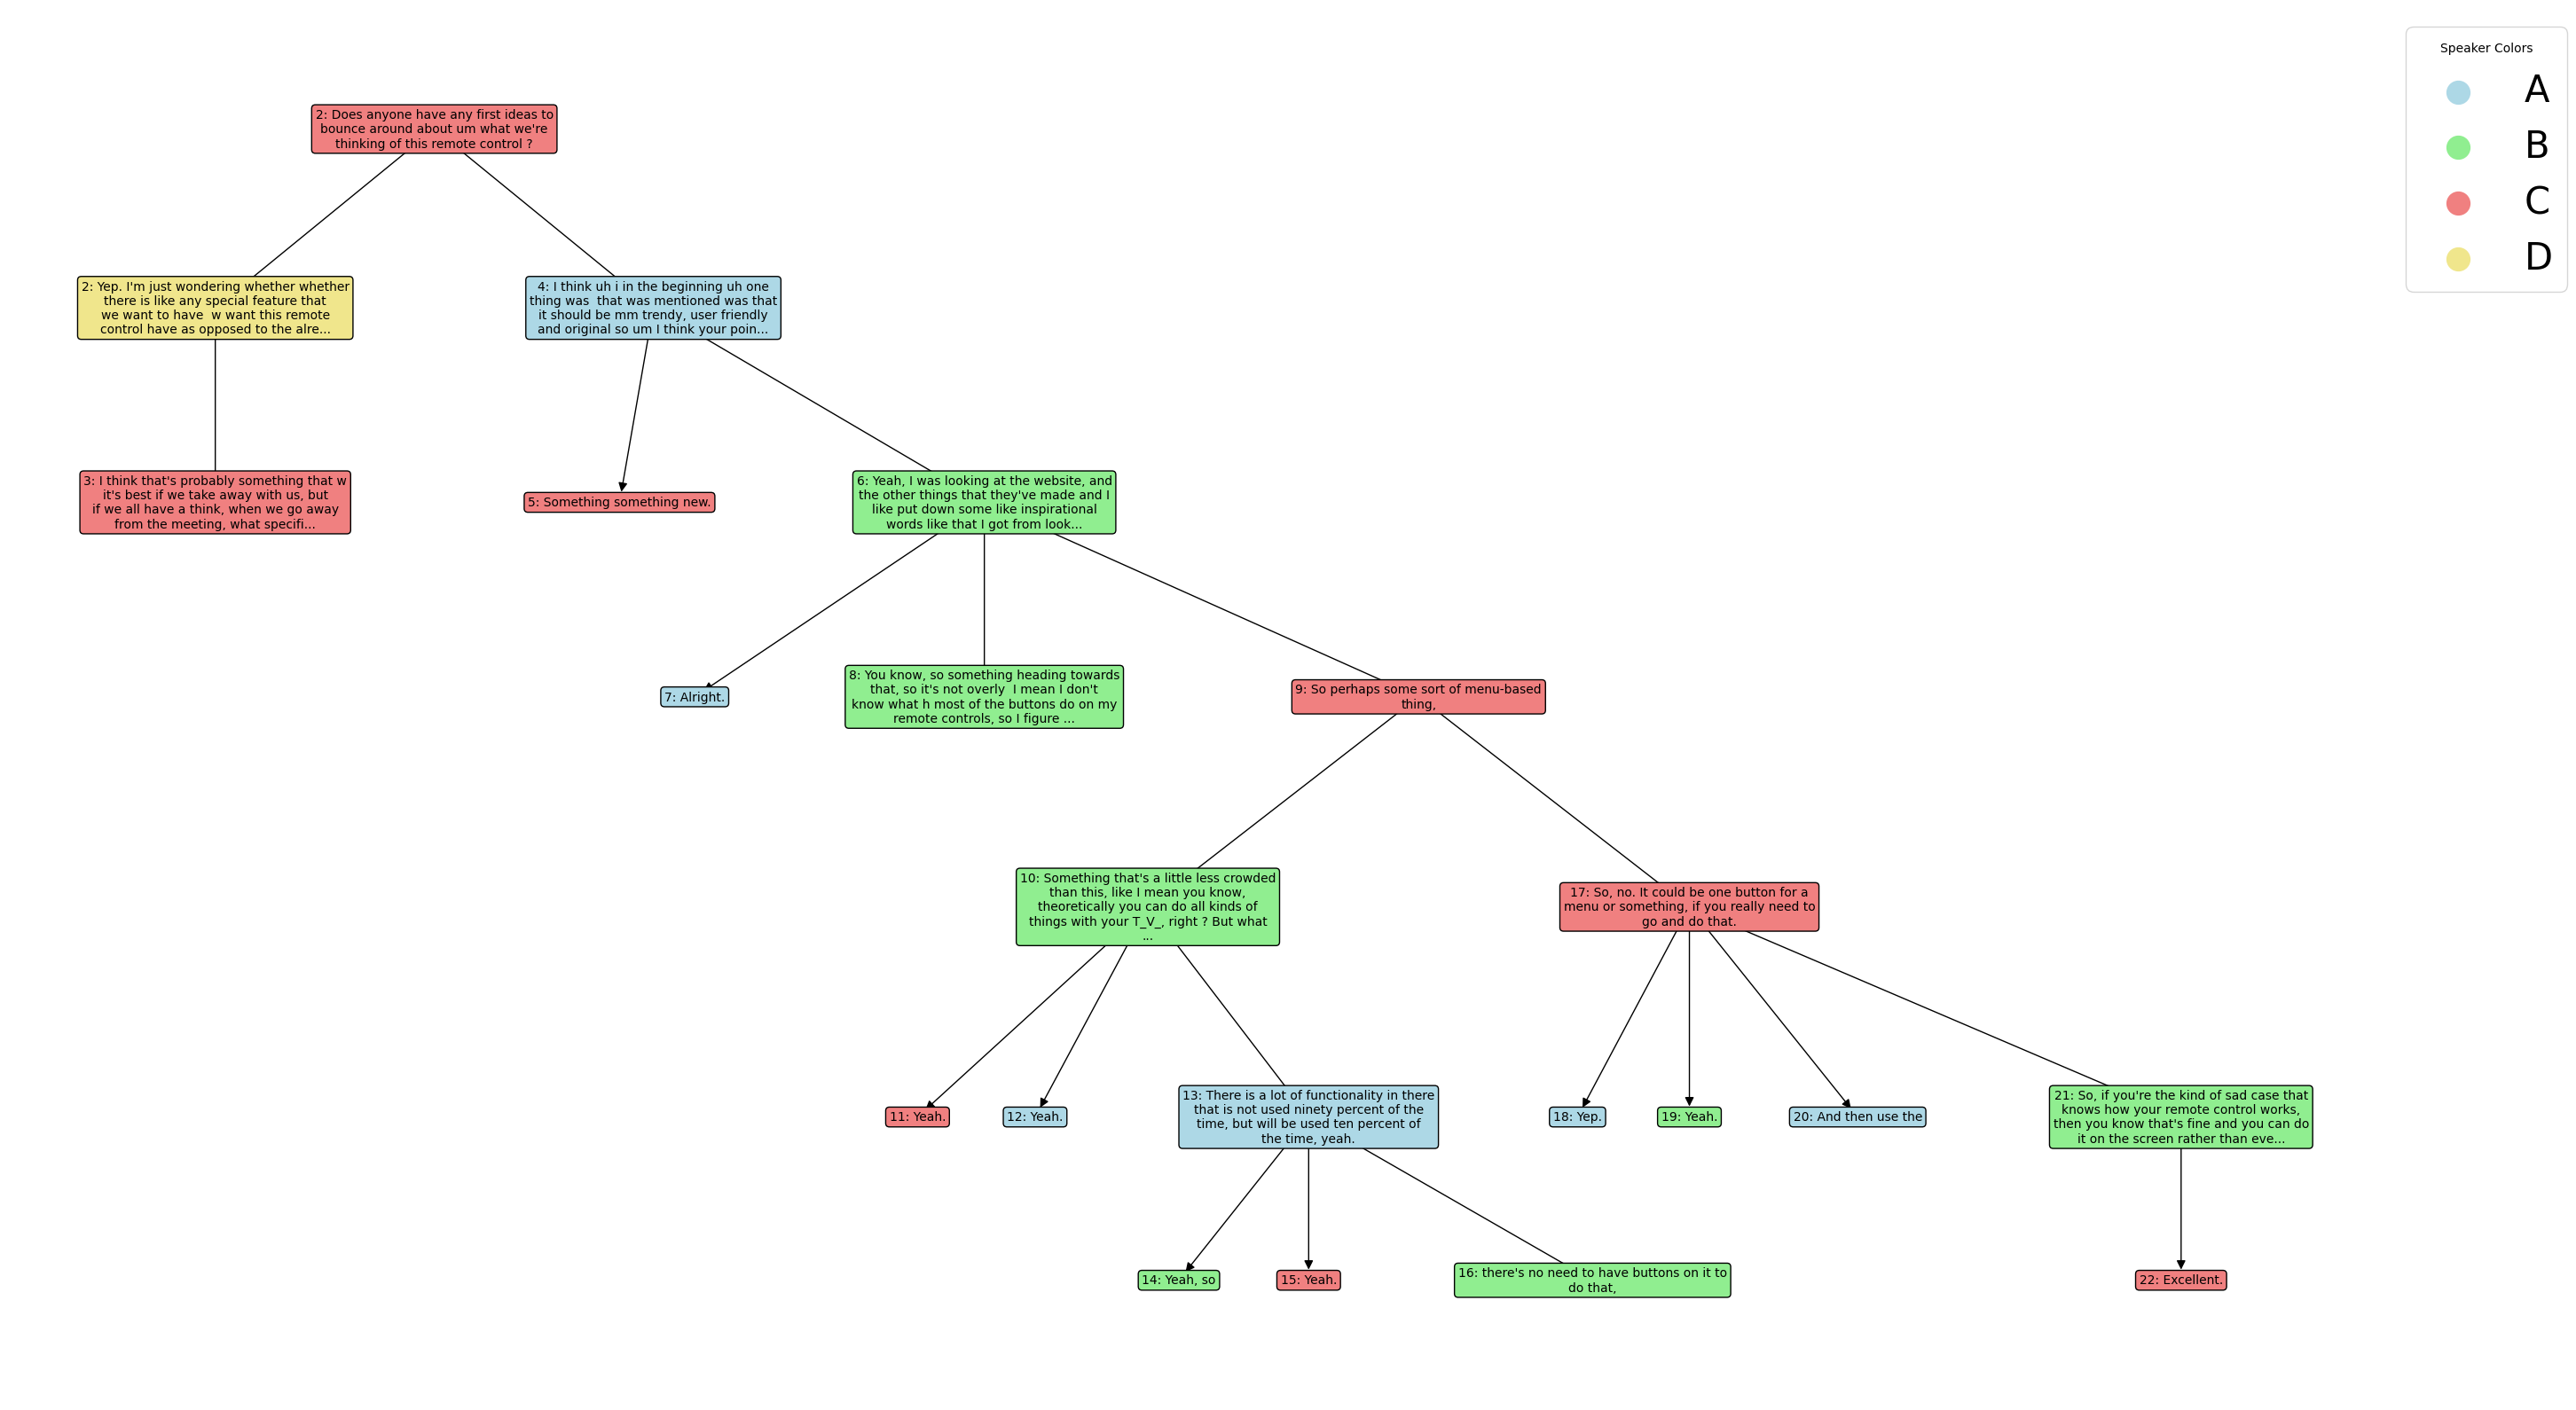 Speaker Colors
A
B
C
D
2: Does anyone have any first ideas to
bounce around about um what we're
thinking of this remote control ?
2: Yep. I'm just wondering whether whether
there is like any special feature that
we want to have  w want this remote
control have as opposed to the alre...
4: I think uh i in the beginning uh one
thing was  that was mentioned was that
it should be mm trendy, user friendly
and original so um I think your poin...
3: I think that's probably something that w
it's best if we take away with us, but
if we all have a think, when we go away
from the meeting, what specifi...
5: Something something new.
6: Yeah, I was looking at the website, and
the other things that they've made and I
like put down some like inspirational
words like that I got from look...
7: Alright.
8: You know, so something heading towards
that, so it's not overly  I mean I don't
know what h most of the buttons do on my
remote controls, so I figure ...
9: So perhaps some sort of menu-based
thing,
10: Something that's a little less crowded
than this, like I mean you know,
theoretically you can do all kinds of
things with your T_V_, right ? But what
...
17: So, no. It could be one button for a
menu or something, if you really need to
go and do that.
11: Yeah.
12: Yeah.
13: There is a lot of functionality in there
that is not used ninety percent of the
time, but will be used ten percent of
the time, yeah.
18: Yep.
19: Yeah.
20: And then use the
21: So, if you're the kind of sad case that
knows how your remote control works,
then you know that's fine and you can do
it on the screen rather than eve...
14: Yeah, so
15: Yeah.
16: there's no need to have buttons on it to
do that,
22: Excellent.